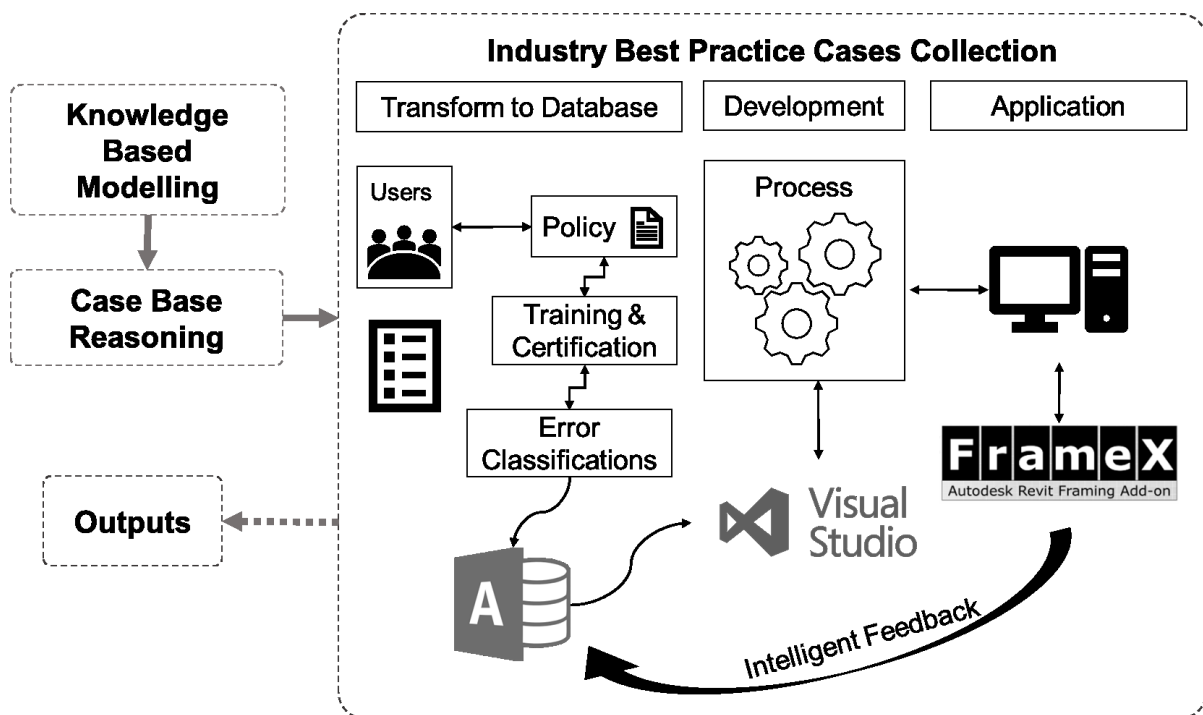 Industry Best Practice Cases Collection
Knowledge
Based
Modelling
Case Base
Reasoning
Outputs
Transform to Database
Development
Application
Users
Policy
Training &
Certification
Error
Classifications
A
Process
Visual
Studio
FrameX
Autodesk Revit Framing Add-on
Intelligent Feedback